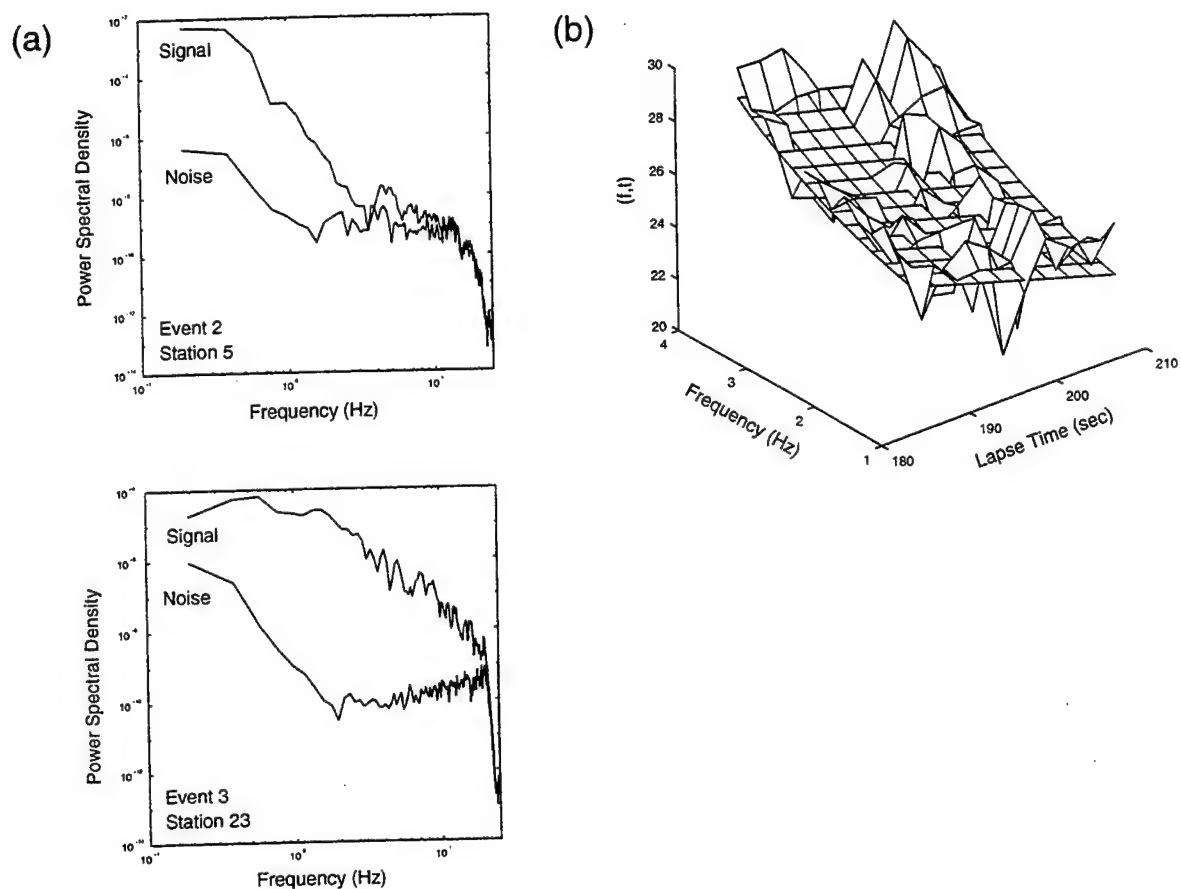 (a)
Signal
Noise
Event 2
Station 5
Power Spectral Density
Frequency (Hz)
Signal
Noise
Event 3
Station 23
Power Spectral Density
Frequency (Hz)
(b)
30
28
26
24
22
20
(f,t)
4
3
2
1
Frequency (Hz)
180
190
200
210
Lapse Time (sec)